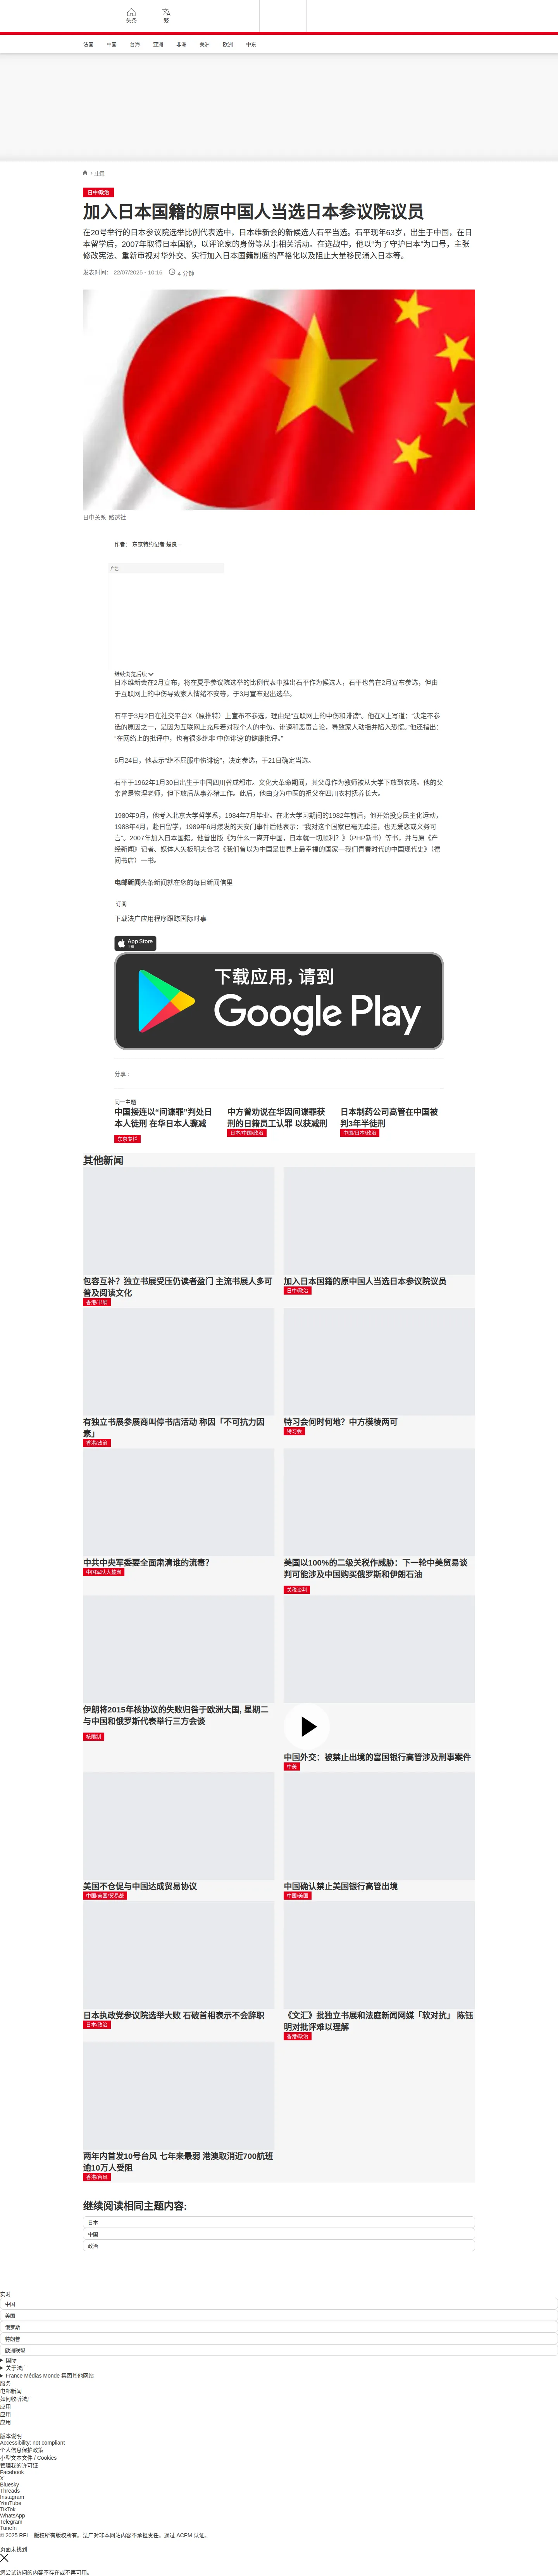 头条
繁
法国
中国
台海
亚洲
非洲
美洲
欧洲
中东
/ 中国
日中/政治
加入日本国籍的原中国人当选日本参议院议员
在20号举行的日本参议院选举比例代表选中，日本维新会的新候选人石平当选。石平现年63岁，出生于中国，在日
本留学后，2007年取得日本国籍，以评论家的身份等从事相关活动。在选战中，他以“为了守护日本”为口号，主张
修改宪法、重新审视对华外交、实行加入日本国籍制度的严格化以及阻止大量移民涌入日本等。
发表时间： 22/07/2025 - 10:16
4 分钟
日中关系 路透社
作者： 东京特约记者 楚良一
广告
继续浏览后续
日本维新会在2月宣布，将在夏季参议院选举的比例代表中推出石平作为候选人，石平也曾在2月宣布参选，但由
于互联网上的中伤导致家人情绪不安等，于3月宣布退出选举。
石平于3月2日在社交平台X（原推特）上宣布不参选，理由是“互联网上的中伤和诽谤”。他在X上写道：“决定不参
选的原因之一，是因为互联网上充斥着对我个人的中伤、诽谤和恶毒言论，导致家人动摇并陷入恐慌。”他还指出：
“在网络上的批评中，也有很多绝非‘中伤诽谤’的健康批评。”
6月24日，他表示“绝不屈服中伤诽谤”，决定参选，于21日确定当选。
石平于1962年1月30日出生于中国四川省成都市。文化大革命期间，其父母作为教师被从大学下放到农场。他的父
亲曾是物理老师，但下放后从事养猪工作。此后，他由身为中医的祖父在四川农村抚养长大。
1980年9月，他考入北京大学哲学系，1984年7月毕业。在北大学习期间的1982年前后，他开始投身民主化运动，
1988年4月，赴日留学，1989年6月爆发的天安门事件后他表示：“我对这个国家已毫无牵挂，也无爱恋或义务可
言”。2007年加入日本国籍。他曾出版《为什么一离开中国，日本就一切顺利？》（PHP新书）等书，并与原《产
经新闻》记者、媒体人矢板明夫合著《我们曾以为中国是世界上最幸福的国家—我们青春时代的中国现代史》（德
间书店）一书。
电邮新闻头条新闻就在您的每日新闻信里
订阅
下载法广应用程序跟踪国际时事
App Store
下载
下载应用，请到
Google Play
分享 :
同一主题
中国接连以“间谍罪”判处日
本人徒刑 在华日本人骤减
东京专栏
中方曾劝说在华因间谍罪获
刑的日籍员工认罪 以获减刑
日本/中国/政治
日本制药公司高管在中国被
判3年半徒刑
中国/日本/政治
其他新闻
包容互补？独立书展受压仍读者盈门 主流书展人多可
普及阅读文化
香港/书展
加入日本国籍的原中国人当选日本参议院议员
日中/政治
有独立书展参展商叫停书店活动 称因「不可抗力因
素」
香港/政治
特习会何时何地？中方模棱两可
特习会
中共中央军委要全面肃清谁的流毒？
中国军队大整肃
美国以100%的二级关税作威胁：下一轮中美贸易谈
判可能涉及中国购买俄罗斯和伊朗石油
关税谈判
伊朗将2015年核协议的失败归咎于欧洲大国, 星期二
与中国和俄罗斯代表举行三方会谈
核限制
中国外交：被禁止出境的富国银行高管涉及刑事案件
中美
美国不仓促与中国达成贸易协议
中国/美国/贸易战
中国确认禁止美国银行高管出境
中国/美国
日本执政党参议院选举大败 石破首相表示不会辞职
日本/政治
《文汇》批独立书展和法庭新闻网媒「软对抗」 陈钰
明对批评难以理解
香港/政治
两年内首发10号台风 七年来最弱 港澳取消近700航班
逾10万人受阻
香港/台风
继续阅读相同主题内容:
日本
中国
政治
实时
中国
美国
俄罗斯
特朗普
欧洲联盟
国际
关于法广
France Médias Monde 集团其他网站
服务
电邮新闻
如何收听法广
应用
应用
应用
版本说明
Accessibility: not compliant
个人信息保护政策
小型文本文件 / Cookies
管理我的许可证
Facebook
X
Bluesky
Threads
Instagram
YouTube
TikTok
WhatsApp
Telegram
TuneIn
© 2025 RFI – 版权所有版权所有。法广对非本网站内容不承担责任。通过 ACPM 认证。
页面未找到
您尝试访问的内容不存在或不再可用。